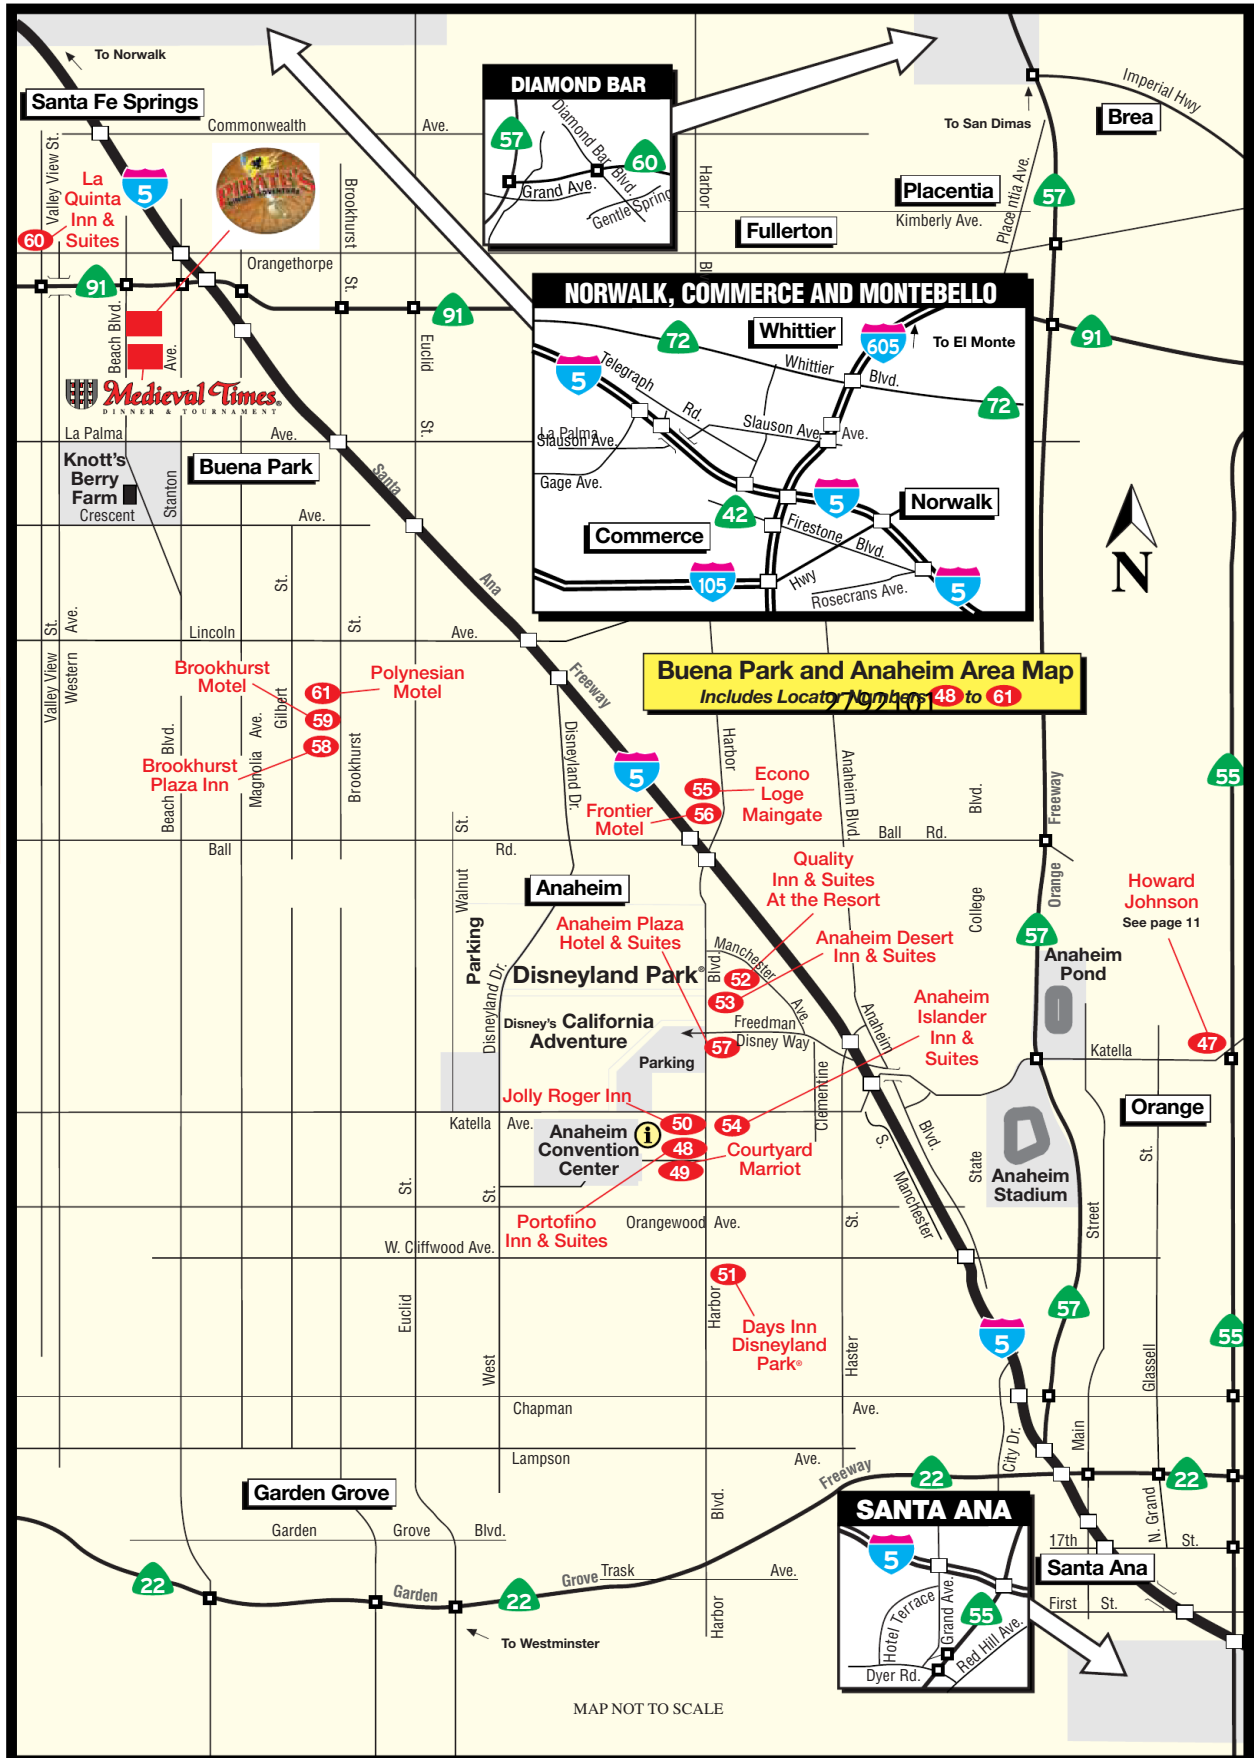 To Norwalk
Santa Fe Springs
Commonwealth
Ave.
Valley View St.
La
Quinta
Inn &
Suites
60
5
PIRATE'S
DINNER ADVENTURE
Brookhurst
St.
Orangethorpe
91
91
Beach Blvd.
Ave.
Euclid
St.
Medieval Times
DINNER & TOURNAMENT
La Palma
Ave.
Knott's
Berry
Farm
Crescent
Ave.
Stanton
Buena Park
DIAMOND BAR
57
60
Diamond Bar
Blvd.
Grand Ave.
Gentle Spring
Harbor
Blv
To San Dimas
Imperial Hwy
Brea
Placentia
Kimberly Ave.
Placentia Ave.
57
Fullerton
91
NORWALK, COMMERCE AND MONTEBELLO
Whittier
72
605
To El Monte
5
Telegraph
Rd.
Whittier
Blvd.
72
Slauson Ave.
Ave.
La Palma
Slauson Ave.
Gage Ave.
42
5
Norwalk
Commerce
Firestone
Blvd.
105
Hwy
Rosecrans Ave.
5
N
Santa
Ana
Freeway
St.
St.
St.
Ave.
Lincoln
Ave.
Valley View
Western
Brookhurst
Motel
Polynesian
Motel
61
59
58
Brookhurst
Plaza Inn
Gilbert
Ave.
Magnolia
Blvd.
Beach
Brookhurst
Buena Park and Anaheim Area Map
Includes Locator Numbers 48 to 61
2792101
Disneyland Dr.
5
Harbor
Anaheim Blvd.
Blvd.
Freeway
55
55
Econo
Loge
Maingate
56
Frontier
Motel
Ball
Rd.
Ball
Rd.
St.
Walnut
Anaheim
Quality
Inn & Suites
At the Resort
College
Orange
57
Howard
Johnson
See page 11
Anaheim Plaza
Hotel & Suites
Parking
Disneyland Dr.
Disneyland Park®
Blvd.
Manchester
Ave.
52
53
Anaheim Desert
Inn & Suites
Anaheim
Pond
Disney's California
Adventure
Parking
Freedman
Disney Way
57
Anaheim
Anaheim
Islander
Inn &
Suites
Katella
47
Clementine
Jolly Roger Inn
Katella
Ave.
Anaheim
Convention
Center
i
50
48
49
54
Courtyard
Marriot
S.
Manchester
Blvd.
State
Anaheim
Stadium
Orange
St.
Street
St.
St.
Portofino
Inn & Suites
Orangewood Ave.
St.
W. Cliffwood Ave.
51
Days Inn
Disneyland
Park®
Harbor
Euclid
West
Haster
57
5
55
Glassell
Chapman
Ave.
Lampson
Ave.
City Dr.
Main
Freeway
22
22
N. Grand
Garden Grove
Garden
Grove
Blvd.
Blvd.
17th
St.
Santa Ana
First
St.
22
Garden
22
Grove
Trask
Ave.
Harbor
To Westminster
SANTA ANA
5
Hotel Terrace
Grand Ave.
55
Red Hill Ave.
Dyer Rd.
MAP NOT TO SCALE